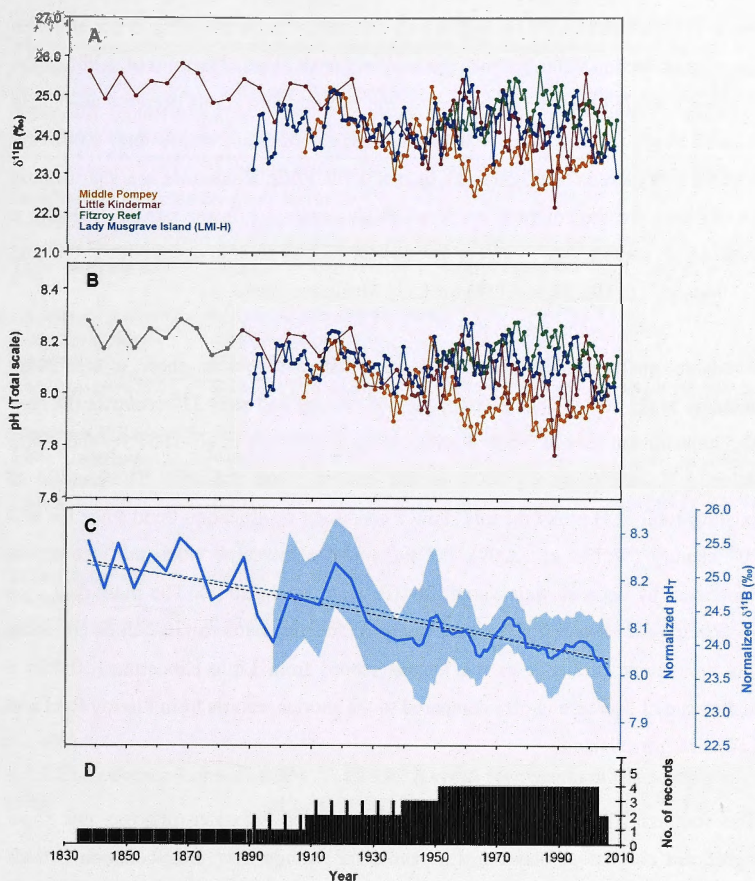 27.0
26.0
25.0
24.0
23.0
22.0
21.0
δ¹¹B (‰)
A
Middle Pompey
Little Kindermar
Fitzroy Reef
Lady Musgrave Island (LMI-H)
8.4
8.2
8.0
7.8
7.6
pH (Total scale)
B
C
8.3
8.2
8.1
8.0
7.9
Normalized pH_T
26.0
25.5
25.0
24.5
24.0
23.5
23.0
22.5
Normalized δ¹¹B (‰)
D
5
4
3
2
1
0
No. of records
1830 1850 1870 1890 1910 1930 1950 1970 1990 2010
Year